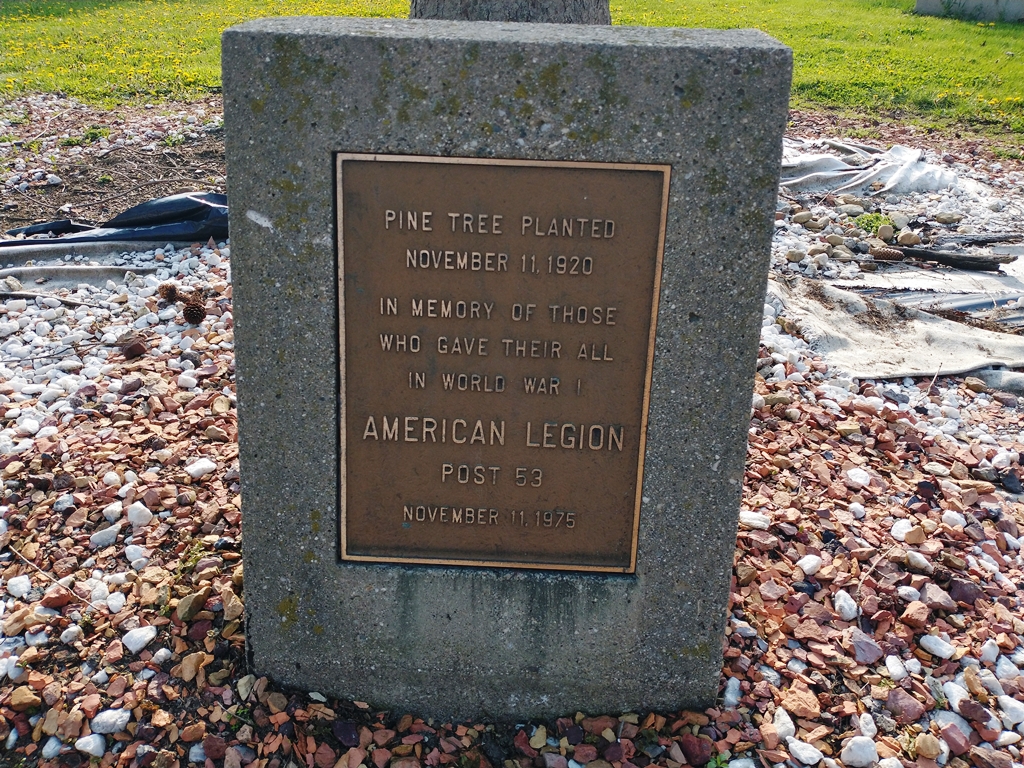 PINE TREE PLANTED
NOVEMBER 11, 1920
IN MEMORY OF THOSE
WHO GAVE THEIR ALL
IN WORLD WAR I
AMERICAN LEGION
POST 53
NOVEMBER 11, 1975